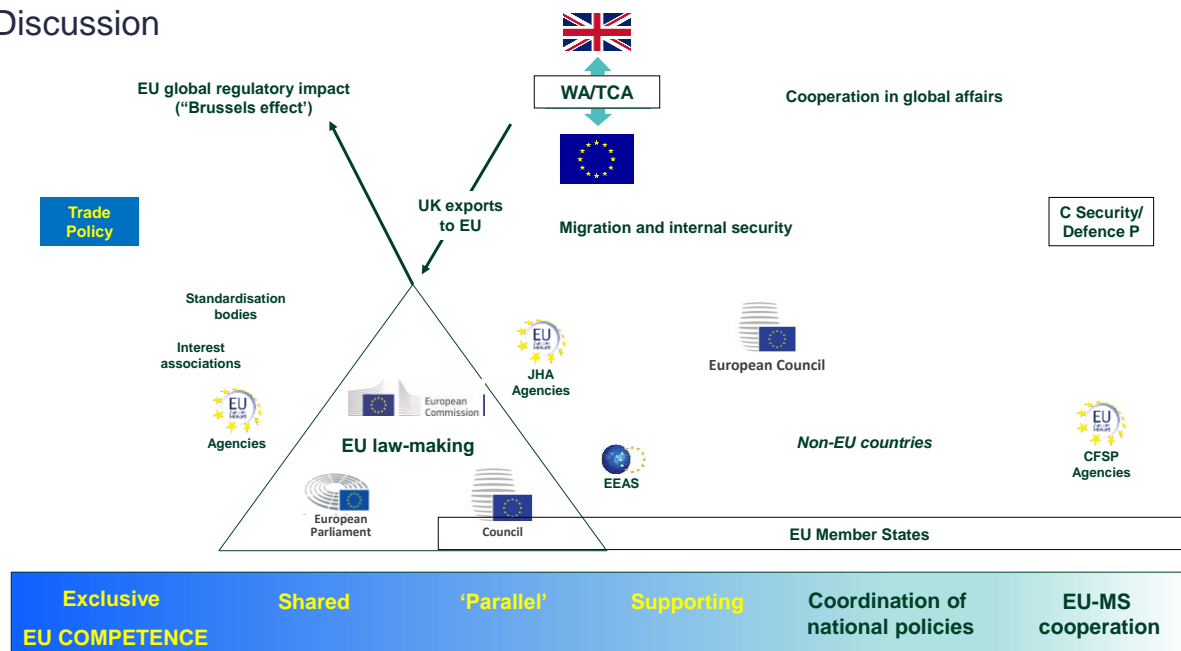 Discussion
EU global regulatory impact
(“Brussels effect’)
WA/TCA
Cooperation in global affairs
Trade
Policy
UK exports
to EU
Migration and internal security
C Security/
Defence P
Standardisation
bodies
Interest
associations
EU
Agencies
EU
JHA
Agencies
European Council
European
Commission
EU law-making
European
Parliament
Council
EEAS
Non-EU countries
EU
CFSP
Agencies
EU Member States
Exclusive
EU COMPETENCE
Shared
‘Parallel’
Supporting
Coordination of
national policies
EU-MS
cooperation